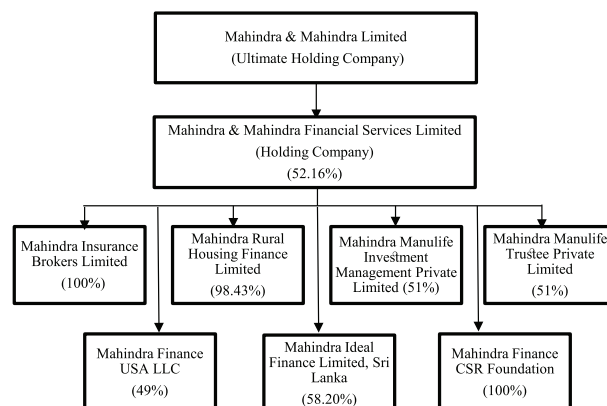 Mahindra & Mahindra Limited
(Ultimate Holding Company)
Mahindra & Mahindra Financial Services Limited
(Holding Company)
(52.16%)
Mahindra Insurance
Brokers Limited
(100%)
Mahindra Rural
Housing Finance
Limited
(98.43%)
Mahindra Manulife
Investment
Management Private
Limited (51%)
Mahindra Manulife
Trustee Private
Limited
(51%)
Mahindra Finance
USA LLC
(49%)
Mahindra Ideal
Finance Limited, Sri
Lanka
(58.20%)
Mahindra Finance
CSR Foundation
(100%)